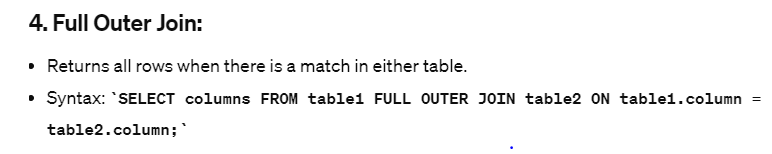 4. Full Outer Join:
• Returns all rows when there is a match in either table.
• Syntax: `SELECT columns FROM table1 FULL OUTER JOIN table2 ON table1.column =
table2.column;`